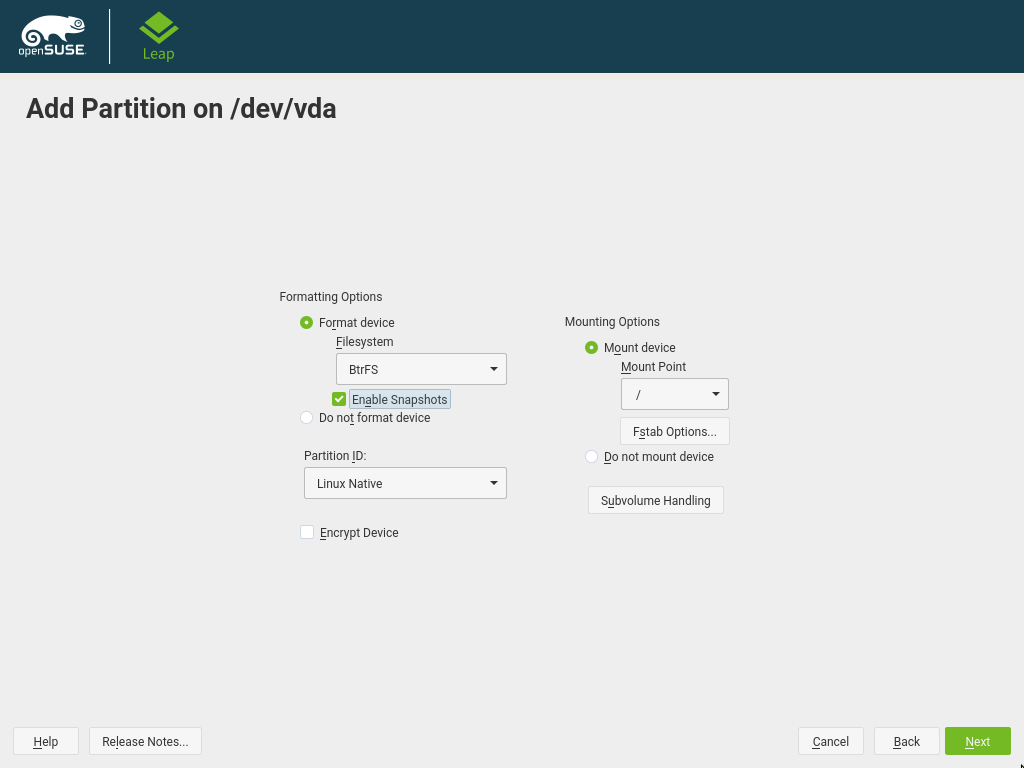 openSUSE
Leap
Add Partition on /dev/vda
Formatting Options
Format device
Filesystem
BtrFS
Enable Snapshots
Do not format device
Partition ID:
Linux Native
Encrypt Device
Mounting Options
Mount device
Mount Point
/
Fstab Options...
Do not mount device
Subvolume Handling
Help
Release Notes...
Cancel
Back
Next